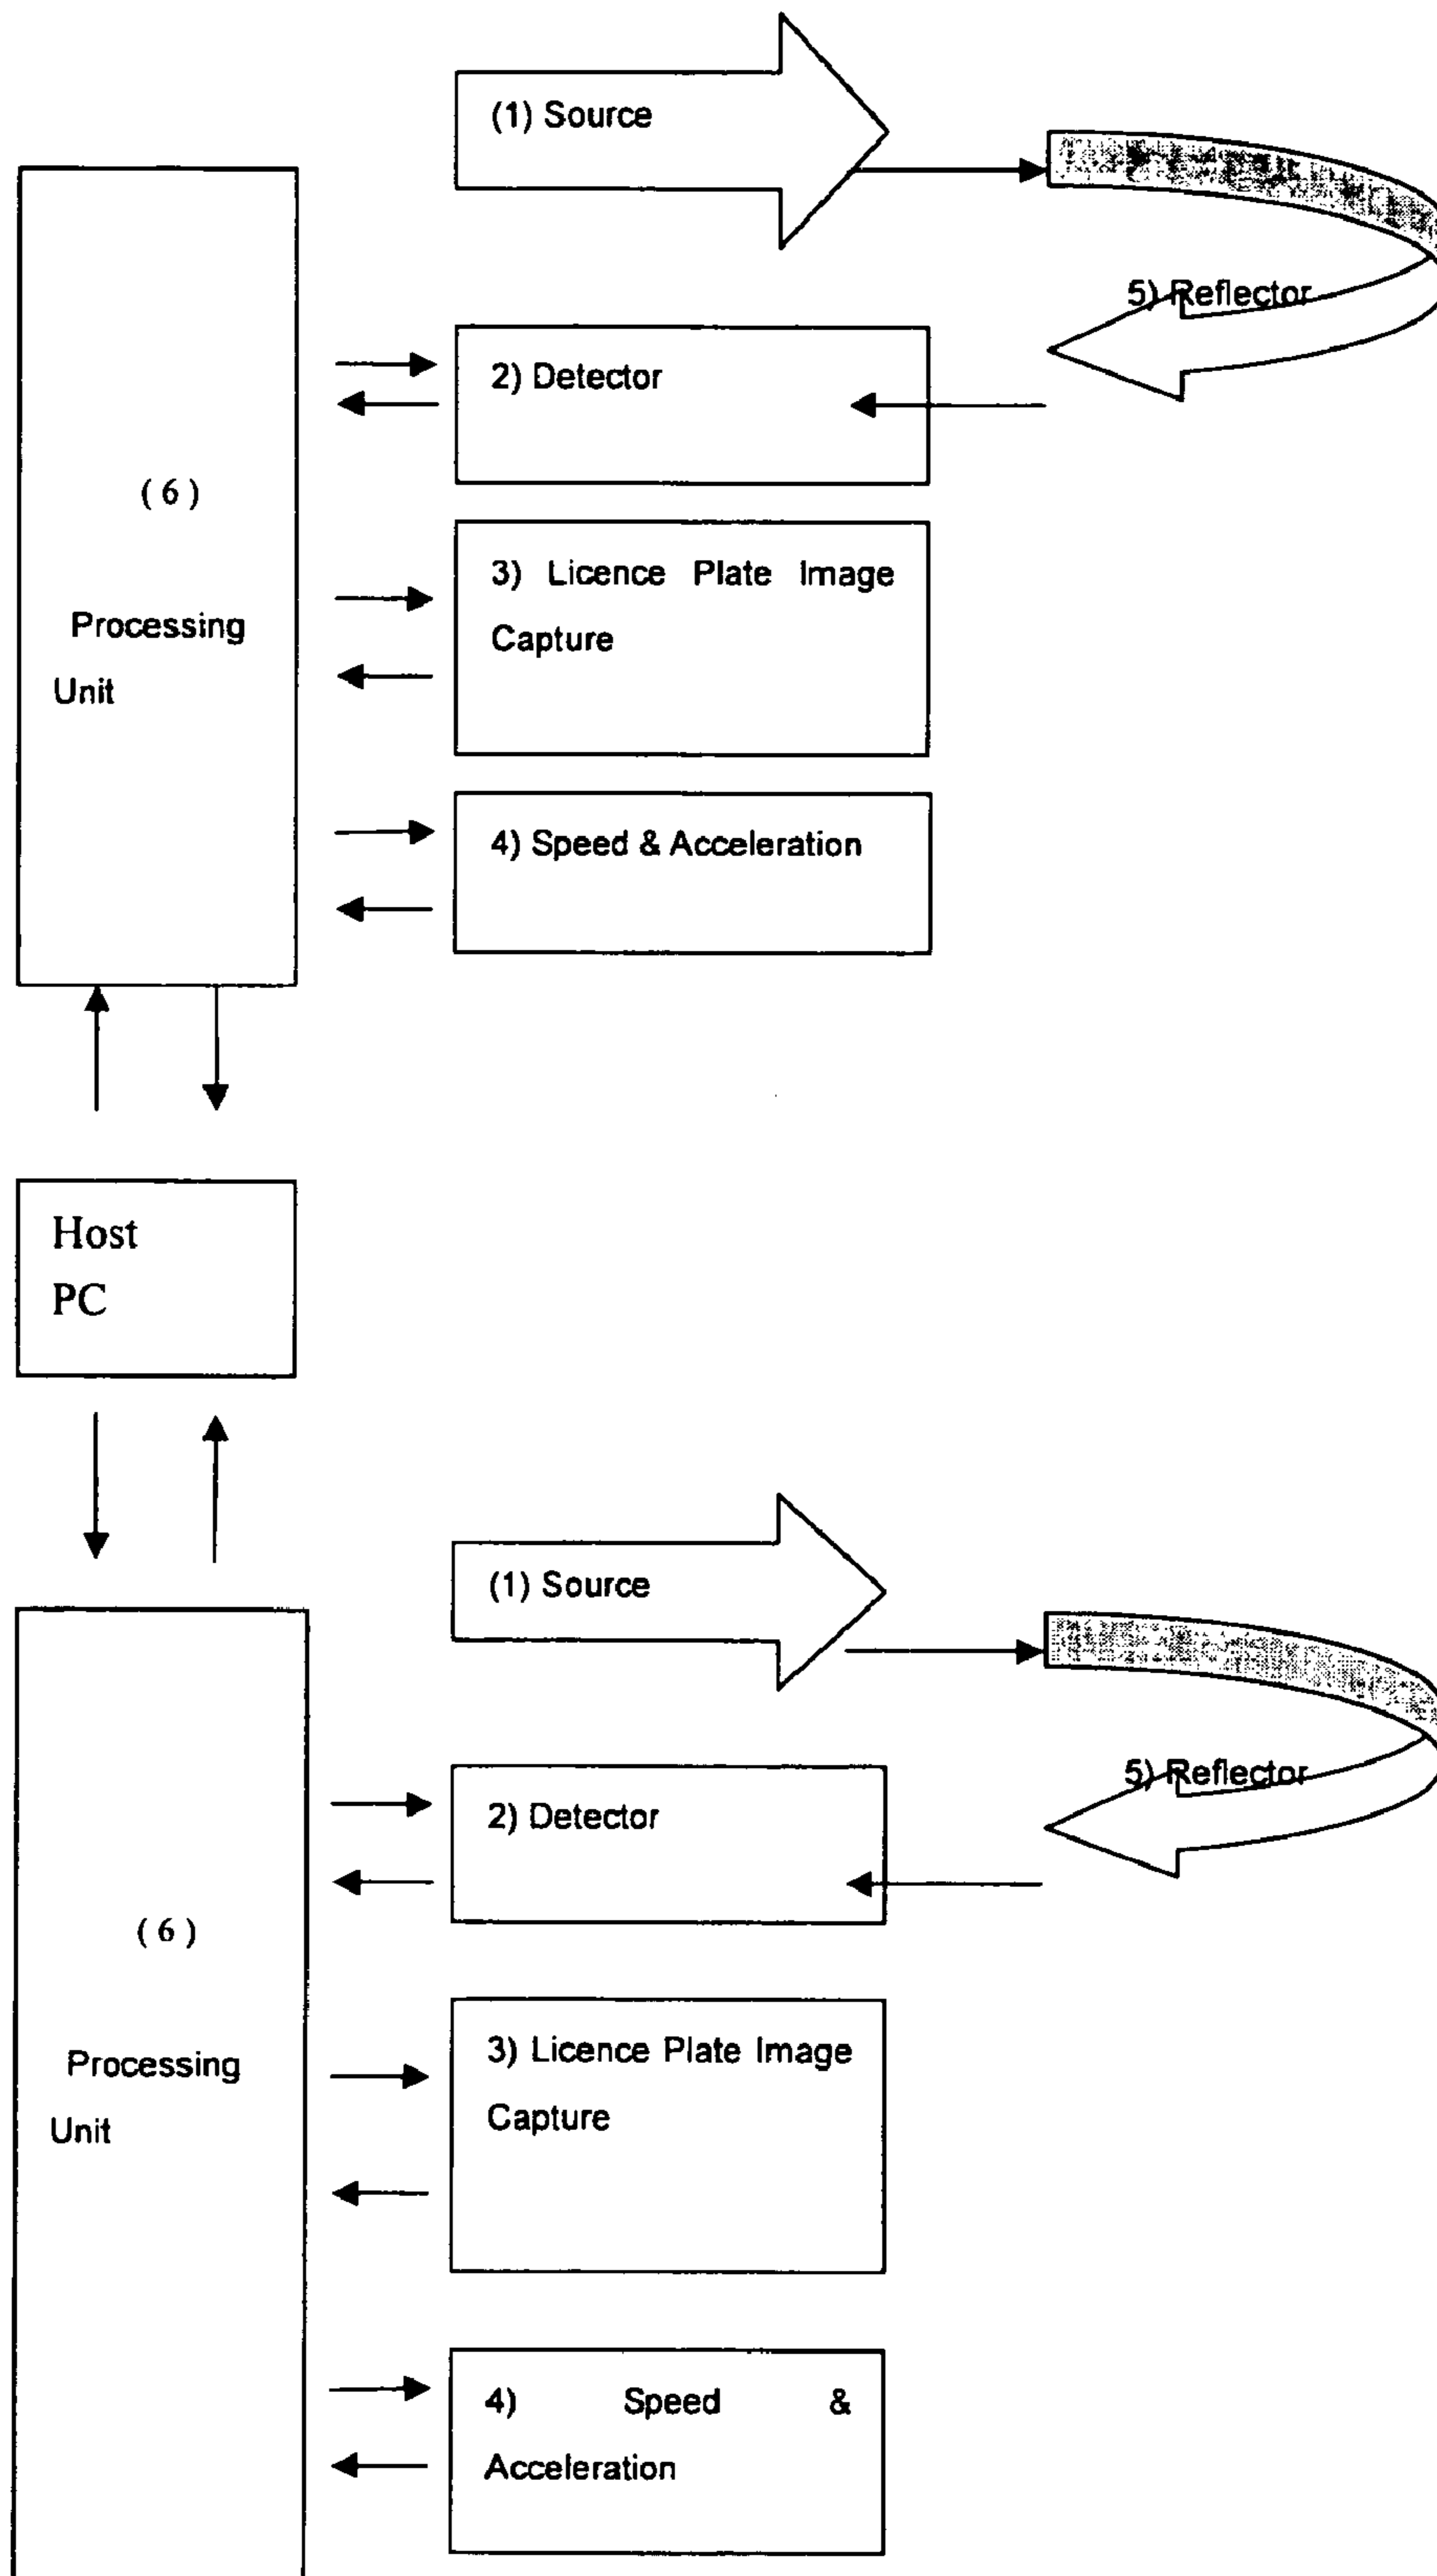 (1) Source
5) Reflector
2) Detector
( 6 )
Processing
Unit
3) Licence Plate Image
Capture
4) Speed & Acceleration
Host
PC
(1) Source
5) Reflector
2) Detector
( 6 )
Processing
Unit
3) Licence Plate Image
Capture
4) Speed &
Acceleration